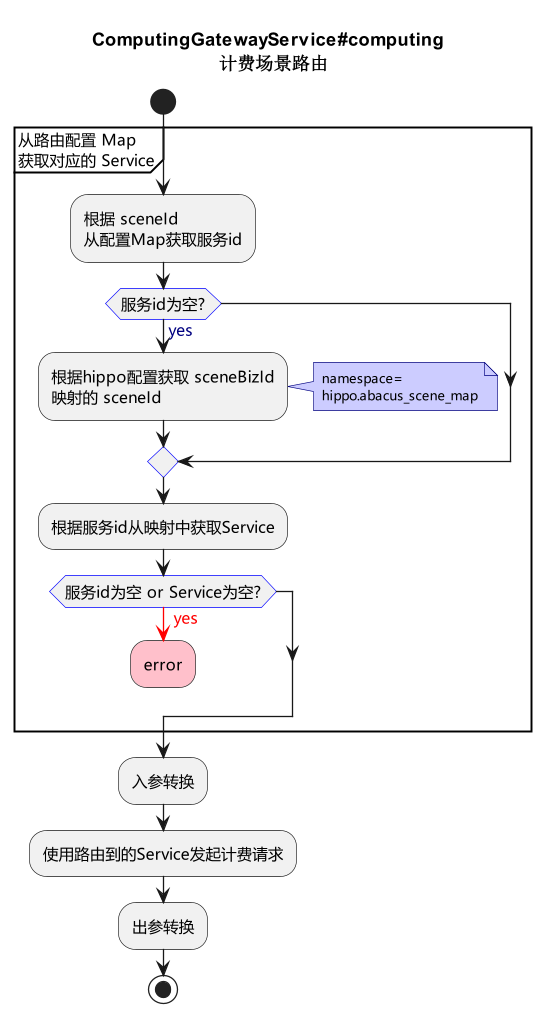 ComputingGatewayService#computing
计费场景路由
从路由配置 Map
获取对应的 Service
根据 sceneId
从配置Map获取服务id
服务id为空?
yes
根据hippo配置获取 sceneBizId
映射的 sceneId
namespace=
hippo.abacus_scene_map
根据服务id从映射中获取Service
服务id为空 or Service为空?
yes
error
入参转换
使用路由到的Service发起计费请求
出参转换